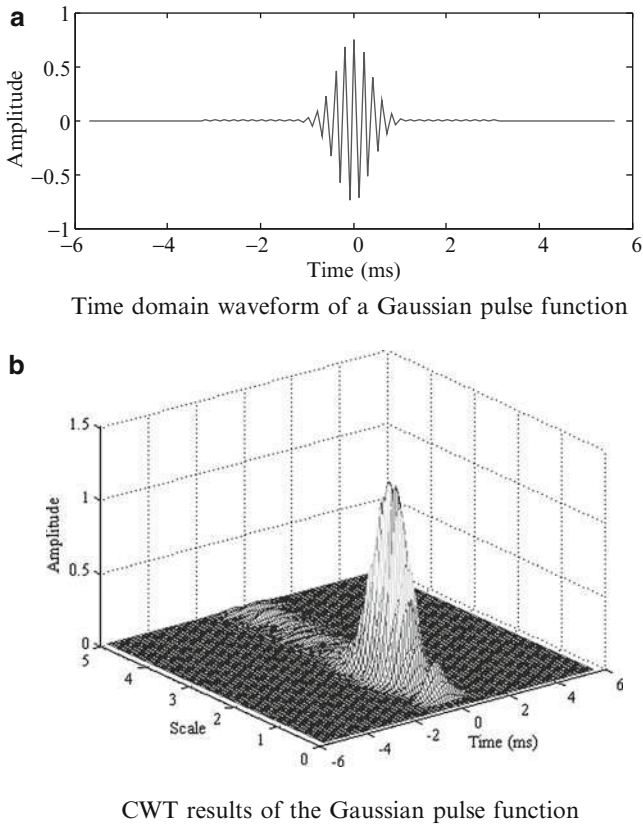 a
1
0.5
0
−0.5
−1
Amplitude
−6 −4 −2 0 2 4 6
Time (ms)
Time domain waveform of a Gaussian pulse function
b
1.5
1
0.5
0
Amplitude
5 4 3 2 1 0
Scale
-6 -4 -2 0 2 4 6
Time (ms)
CWT results of the Gaussian pulse function